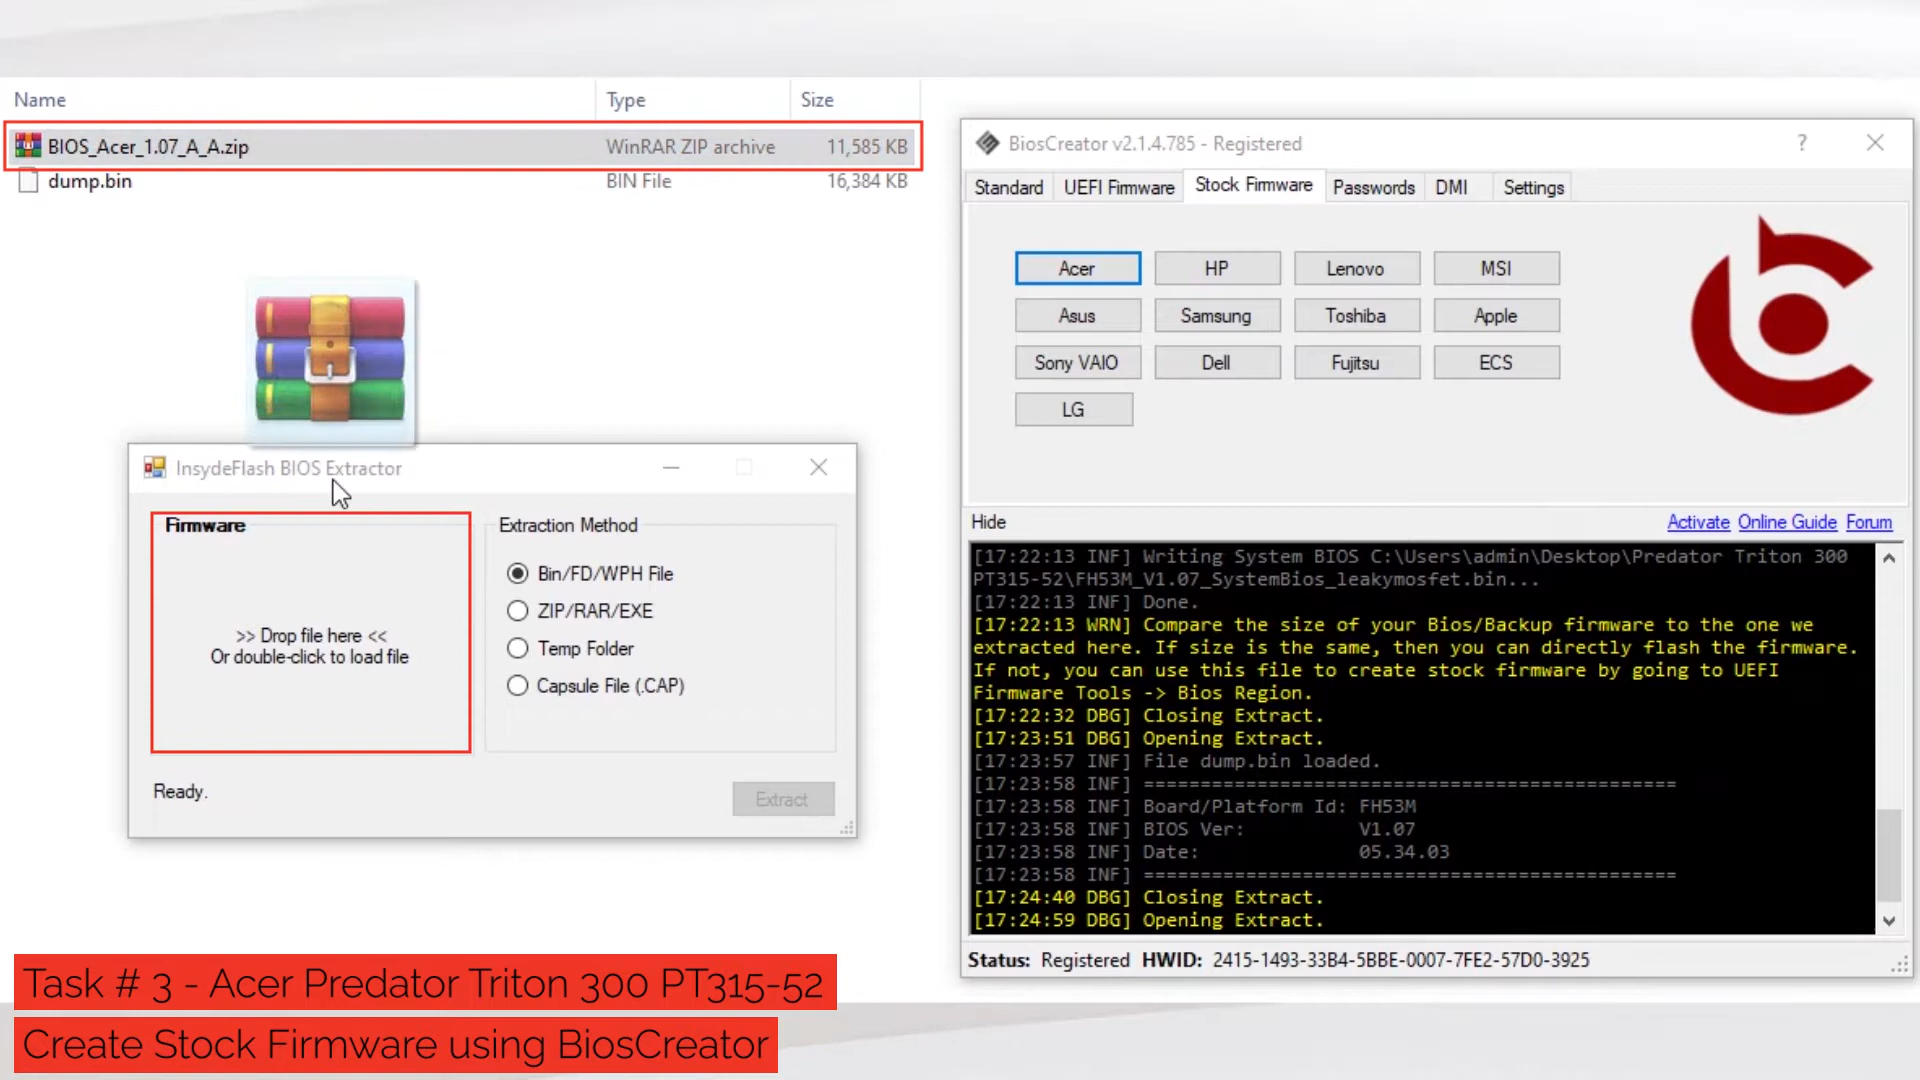 Name Type Size
BIOS_Acer_1.07_A_A.zip WinRAR ZIP archive 11,585 KB
dump.bin BIN File 16,384 KB
InsydeFlash BIOS Extractor
Firmware
>> Drop file here <<
Or double-click to load file
Extraction Method
Bin/FD/WPH File
ZIP/RAR/EXE
Temp Folder
Capsule File (.CAP)
Ready.
Extract
BiosCreator v2.1.4.785 - Registered
Standard UEFI Firmware Stock Firmware Passwords DMI Settings
Acer HP Lenovo MSI
Asus Samsung Toshiba Apple
Sony VAIO Dell Fujitsu ECS
LG
Hide Activate Online Guide Forum
[17:22:13 INF] Writing System BIOS C:\Users\admin\Desktop\Predator Triton 300
PT315-52\FH53M_V1.07_SystemBios_leakymosfet.bin...
[17:22:13 INF] Done.
[17:22:13 WRN] Compare the size of your Bios/Backup firmware to the one we
extracted here. If size is the same, then you can directly flash the firmware.
If not, you can use this file to create stock firmware by going to UEFI
Firmware Tools -> Bios Region.
[17:22:32 DBG] Closing Extract.
[17:23:51 DBG] Opening Extract.
[17:23:57 INF] File dump.bin loaded.
[17:23:58 INF] ===============================================
[17:23:58 INF] Board/Platform Id: FH53M
[17:23:58 INF] BIOS Ver: V1.07
[17:23:58 INF] Date: 05.34.03
[17:23:58 INF] ===============================================
[17:24:40 DBG] Closing Extract.
[17:24:59 DBG] Opening Extract.
Status: Registered HWID: 2415-1493-33B4-5BBE-0007-7FE2-57D0-3925
Task # 3 - Acer Predator Triton 300 PT315-52
Create Stock Firmware using BiosCreator